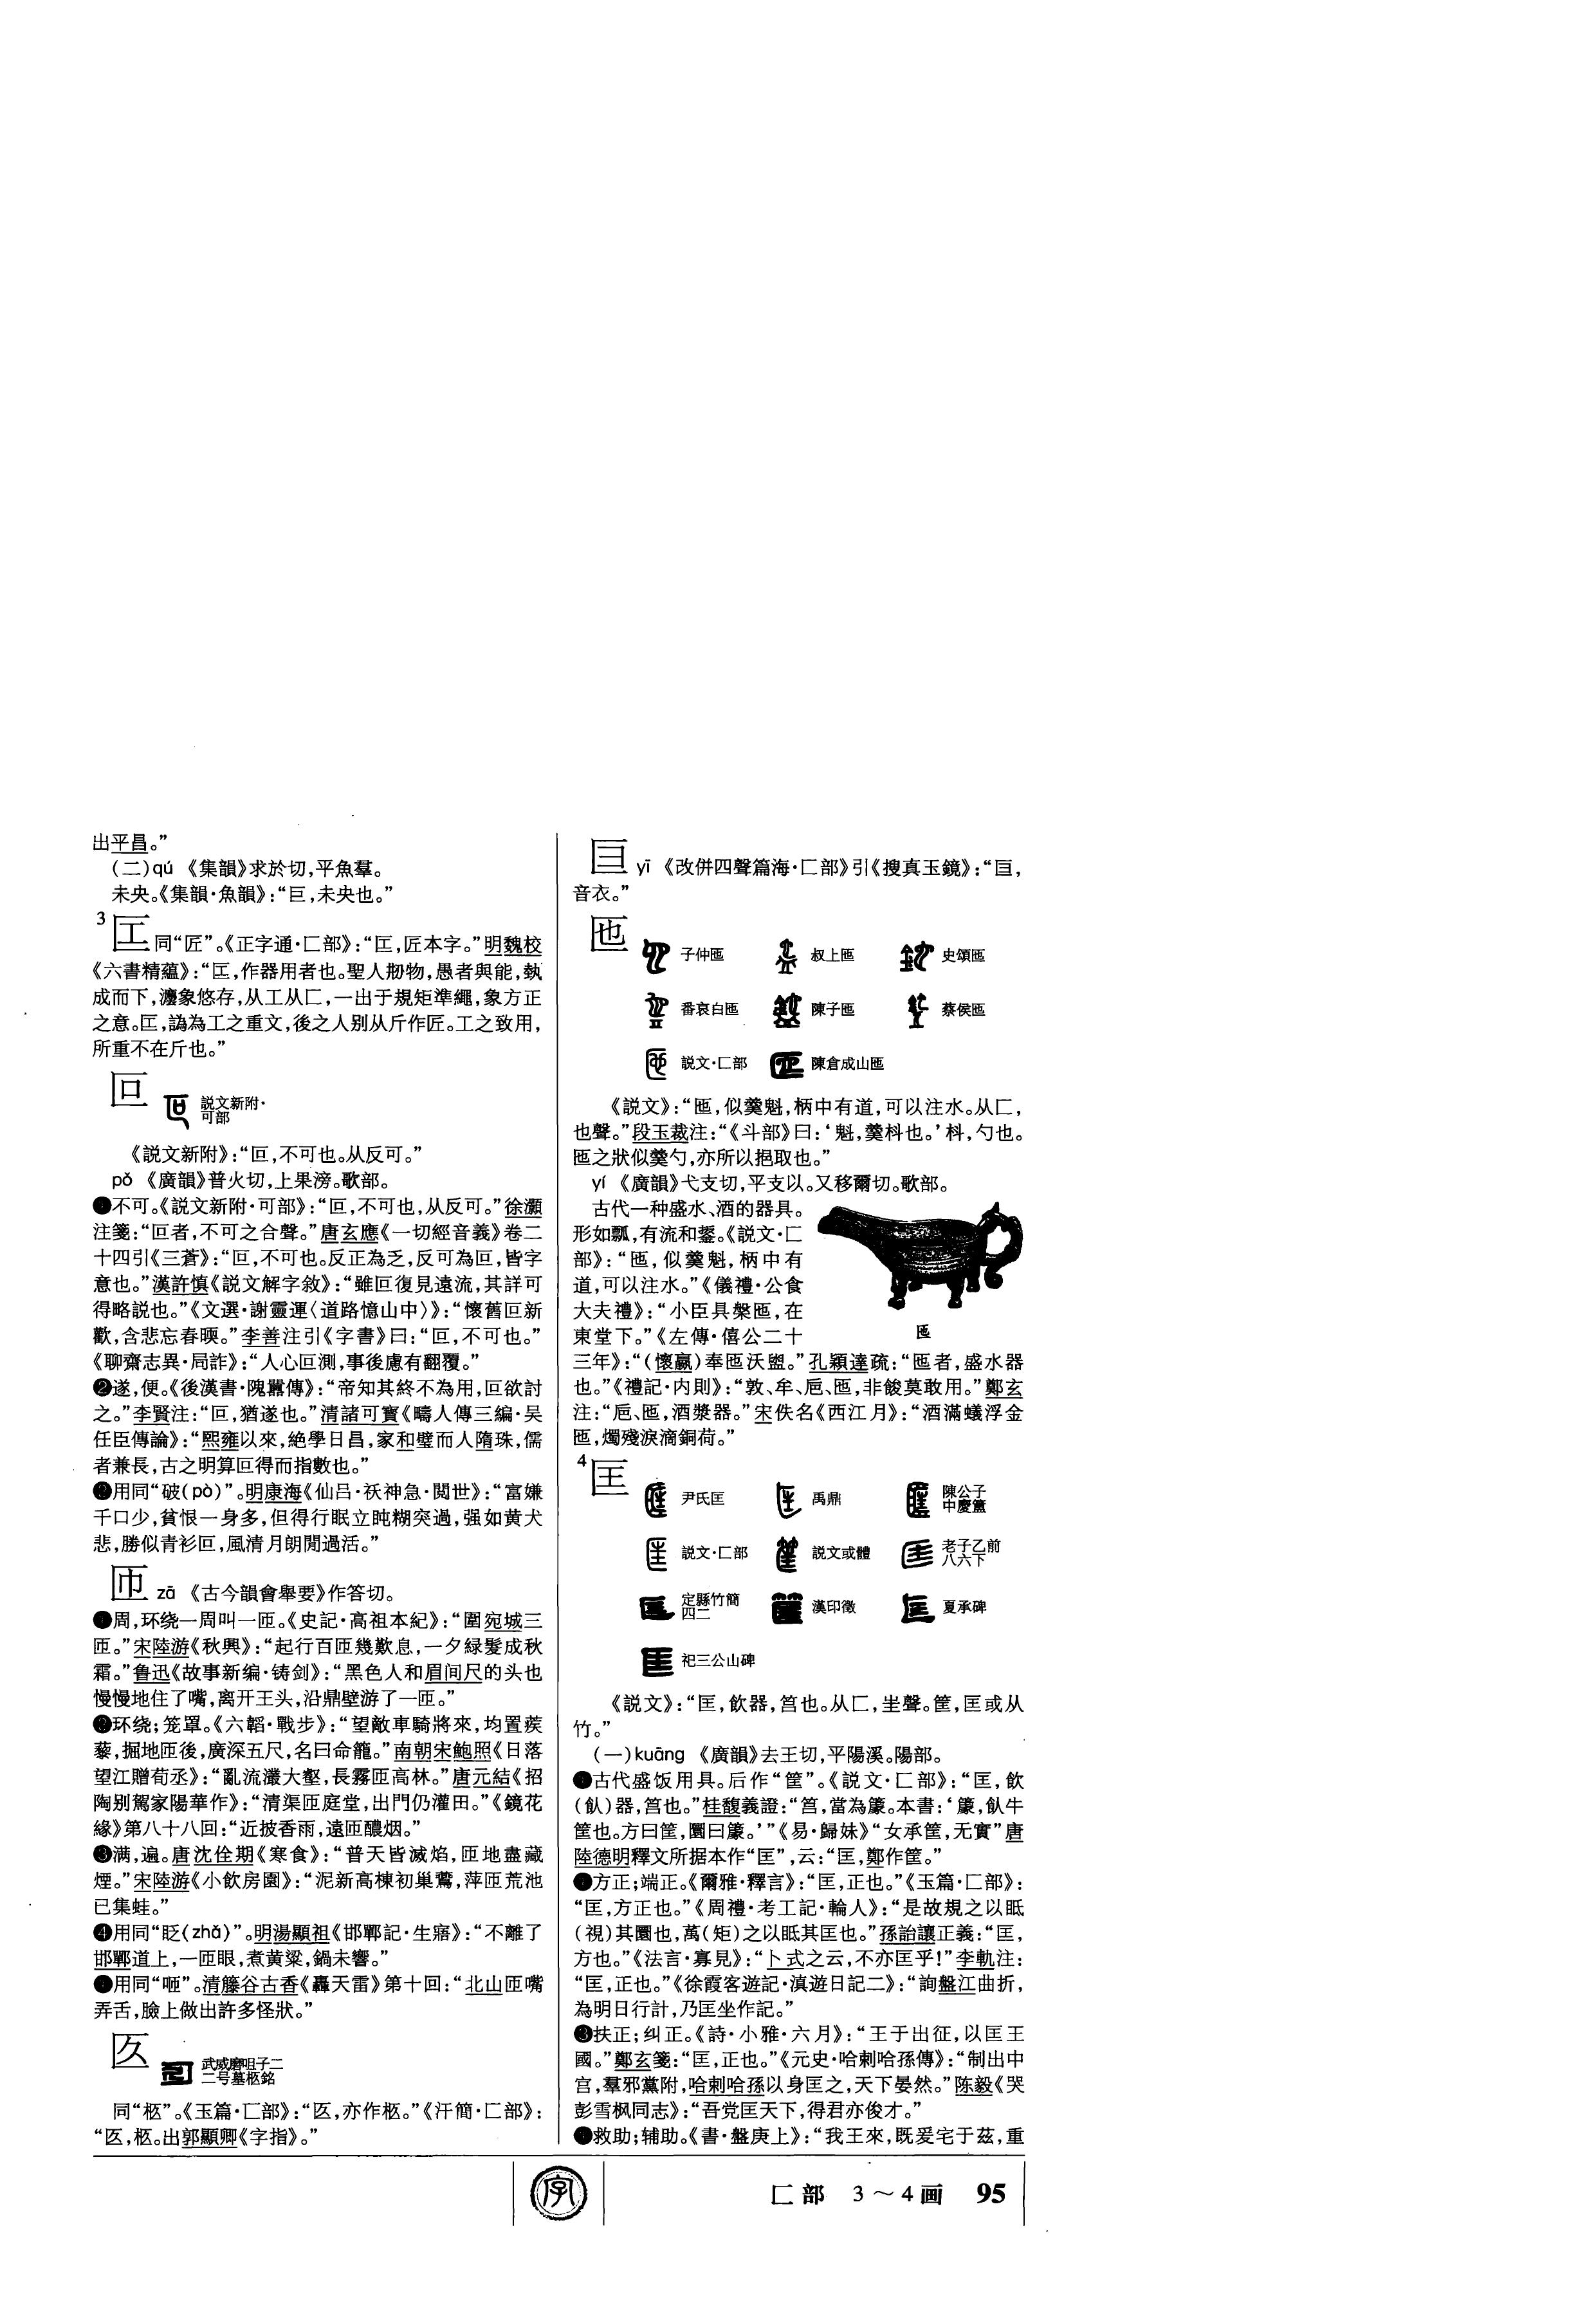 出平昌。”
(二)qú 《集韻》求於切,平魚羣。
未央。《集韻·魚韻》:“巨,未央也。”
3
匞同“匠”。《正字通·匚部》:“匞,匠本字。”明魏校
《六書精蘊》:“匞,作器用者也。聖人刱物,愚者與能,執
成而下,灋象悠存,从工从匚,一出于規矩準繩,象方正
之意。匞,譌為工之重文,後之人别从斤作匠。工之致用,
所重不在斤也。”
叵
説文新附·
可部
《説文新附》:“叵,不可也。从反可。”
pǒ 《廣韻》普火切,上果滂。歌部。
❶不可。《説文新附·可部》:“叵,不可也,从反可。”徐灝
注箋:“叵者,不可之合聲。”唐玄應《一切經音義》卷二
十四引《三蒼》:“叵,不可也。反正為乏,反可為叵,皆字
意也。”漢許慎《説文解字敘》:“雖叵復見遠流,其詳可
得略説也。”《文選·謝靈運〈道路憶山中〉》:“懷舊叵新
歡,含悲忘春暝。”李善注引《字書》曰:“叵,不可也。”
《聊齋志異·局詐》:“人心叵測,事後慮有翻覆。”
❷遂,便。《後漢書·隗囂傳》:“帝知其終不為用,叵欲討
之。”李賢注:“叵,猶遂也。”清諸可寶《疇人傳三編·吴
任臣傳論》:“熙雍以來,絶學日昌,家和璧而人隋珠,儒
者兼長,古之明算叵得而指數也。”
❸用同“破(pò)”。明康海《仙吕·袄神急·閲世》:“富嫌
千口少,貧恨一身多,但得行眠立盹糊突過,强如黄犬
悲,勝似青衫叵,風清月朗閒過活。”
匝 zā 《古今韻會舉要》作答切。
❶周,环绕一周叫一匝。《史記·高祖本紀》:“圍宛城三
匝。”宋陸游《秋興》:“起行百匝幾歎息,一夕緑髮成秋
霜。”鲁迅《故事新编·铸剑》:“黑色人和眉间尺的头也
慢慢地住了嘴,离开王头,沿鼎壁游了一匝。”
❷环绕;笼罩。《六韜·戰步》:“望敵車騎將來,均置蒺
藜,掘地匝後,廣深五尺,名曰命籠。”南朝宋鮑照《日落
望江贈荀丞》:“亂流灇大壑,長霧匝高林。”唐元結《招
陶别駕家陽華作》:“清渠匝庭堂,出門仍灌田。”《鏡花
緣》第八十八回:“近披香雨,遠匝醲烟。”
❸满,遍。唐沈佺期《寒食》:“普天皆滅焰,匝地盡藏
煙。”宋陸游《小飲房園》:“泥新高棟初巢鷰,萍匝荒池
已集蛙。”
❹用同“眨(zhǎ)”。明湯顯祖《邯鄲記·生寤》:“不離了
邯鄲道上,一匝眼,煮黄粱,鍋未響。”
❺用同“咂”。清籐谷古香《轟天雷》第十回:“北山匝嘴
弄舌,臉上做出許多怪狀。”
匛
武威磨咀子二
二号墓柩銘
同“柩”。《玉篇·匚部》:“匛,亦作柩。”《汗簡·匚部》:
“匛,柩。出郭顯卿《字指》。”
yī 《改併四聲篇海·匚部》引《搜真玉鏡》:“,
音衣。”
匜
子仲匜 叔上匜 史頌匜
番哀白匜 陳子匜 蔡侯匜
説文·匚部 陳倉成山匜
《説文》:“匜,似羹魁,柄中有道,可以注水。从匚,
也聲。”段玉裁注:“《斗部》曰:‘魁,羹枓也。’枓,勺也。
匜之狀似羹勺,亦所以挹取也。”
yí 《廣韻》弋支切,平支以。又移爾切。歌部。
古代一种盛水、酒的器具。
形如瓢,有流和鋬。《説文·匚
部》:“匜,似羹魁,柄中有
道,可以注水。”《儀禮·公食
大夫禮》:“小臣具槃匜,在
東堂下。”《左傳·僖公二十
匜
三年》:“(懷嬴)奉匜沃盥。”孔穎達疏:“匜者,盛水器
也。”《禮記·内則》:“敦、牟、巵、匜,非餕莫敢用。”鄭玄
注:“巵、匜,酒漿器。”宋佚名《西江月》:“酒滿蟻浮金
匜,燭殘淚滴銅荷。”
4
匡
尹氏匡 禹鼎 陳公子
中慶簠
説文·匚部 説文或體 老子乙前
八六下
定縣竹簡
四二 漢印徵 夏承碑
祀三公山碑
《説文》:“匡,飲器,筥也。从匚,㞷聲。筐,匡或从
竹。”
(一)kuāng 《廣韻》去王切,平陽溪。陽部。
❶古代盛饭用具。后作“筐”。《説文·匚部》:“匡,飲
(飤)器,筥也。”桂馥義證:“筥,當為簾。本書:‘簾,飤牛
筐也。方曰筐,圜曰簾。’”《易·歸妹》“女承筐,无實”唐
陸德明釋文所据本作“匡”,云:“匡,鄭作筐。”
❷方正;端正。《爾雅·釋言》:“匡,正也。”《玉篇·匚部》:
“匡,方正也。”《周禮·考工記·輪人》:“是故規之以眡
(視)其圜也,萬(矩)之以眡其匡也。”孫詒讓正義:“匡,
方也。”《法言·寡見》:“卜式之云,不亦匡乎!”李軌注:
“匡,正也。”《徐霞客遊記·滇遊日記二》:“詢盤江曲折,
為明日行計,乃匡坐作記。”
❸扶正;纠正。《詩·小雅·六月》:“王于出征,以匡王
國。”鄭玄箋:“匡,正也。”《元史·哈剌哈孫傳》:“制出中
宫,羣邪黨附,哈剌哈孫以身匡之,天下晏然。”陈毅《哭
彭雪枫同志》:“吾党匡天下,得君亦俊才。”
❹救助;辅助。《書·盤庚上》:“我王來,既爰宅于茲,重
字
匚部 3～4画 95